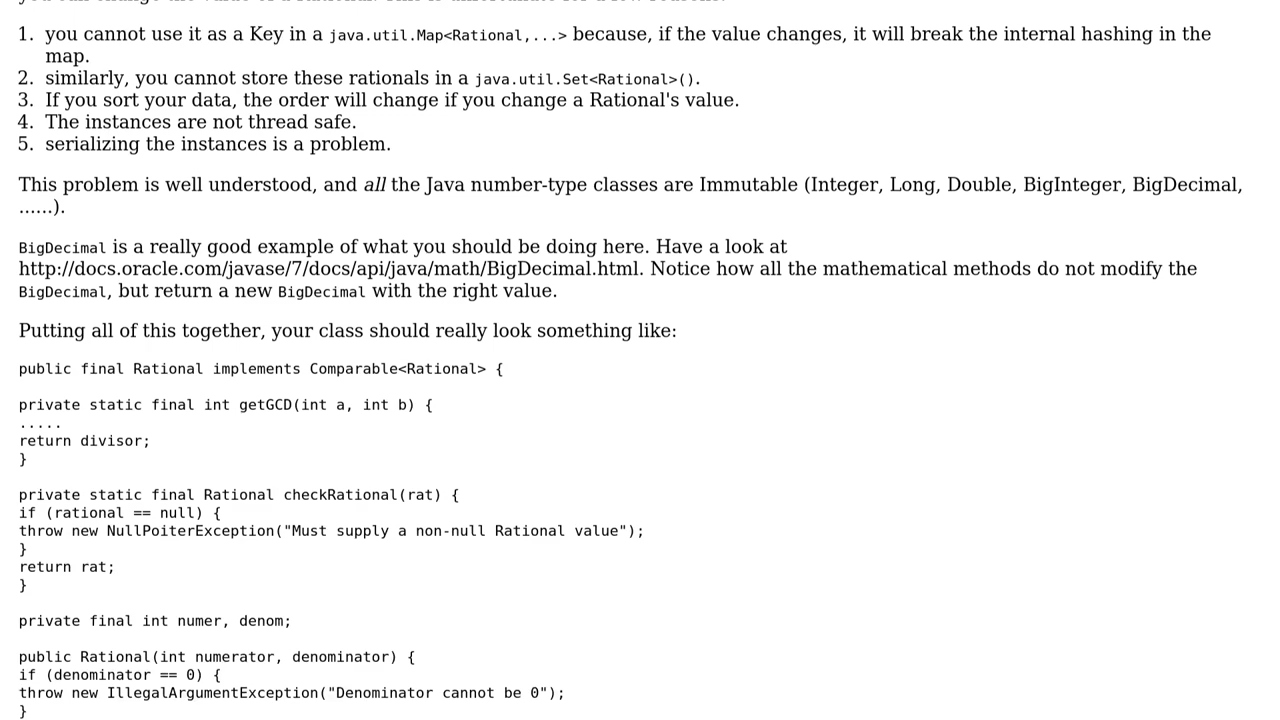 1. you cannot use it as a Key in a java.util.Map<Rational,...> because, if the value changes, it will break the internal hashing in the
map.
2. similarly, you cannot store these rationals in a java.util.Set<Rational>().
3. If you sort your data, the order will change if you change a Rational's value.
4. The instances are not thread safe.
5. serializing the instances is a problem.
This problem is well understood, and all the Java number-type classes are Immutable (Integer, Long, Double, BigInteger, BigDecimal,
......).
BigDecimal is a really good example of what you should be doing here. Have a look at
http://docs.oracle.com/javase/7/docs/api/java/math/BigDecimal.html. Notice how all the mathematical methods do not modify the
BigDecimal, but return a new BigDecimal with the right value.
Putting all of this together, your class should really look something like:
public final Rational implements Comparable<Rational> {
private static final int getGCD(int a, int b) {
.....
return divisor;
}
private static final Rational checkRational(rat) {
if (rational == null) {
throw new NullPoiterException("Must supply a non-null Rational value");
}
return rat;
}
private final int numer, denom;
public Rational(int numerator, denominator) {
if (denominator == 0) {
throw new IllegalArgumentException("Denominator cannot be 0");
}